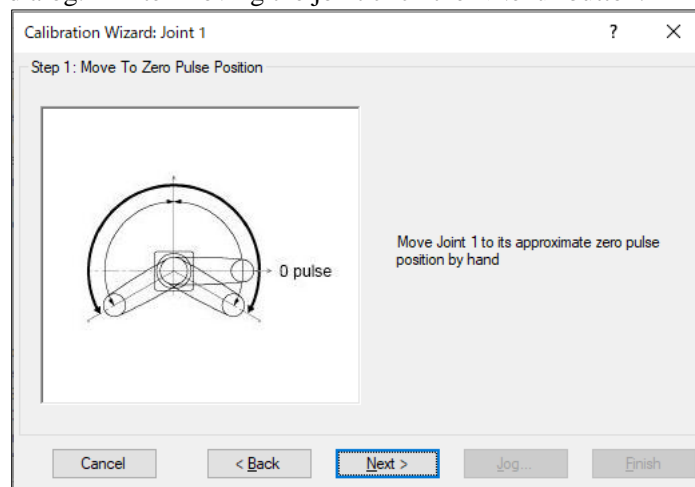 Calibration Wizard: Joint 1
? X
Step 1: Move To Zero Pulse Position
0 pulse
Move Joint 1 to its approximate zero pulse
position by hand
Cancel
< Back
Next >
Jog...
Finish